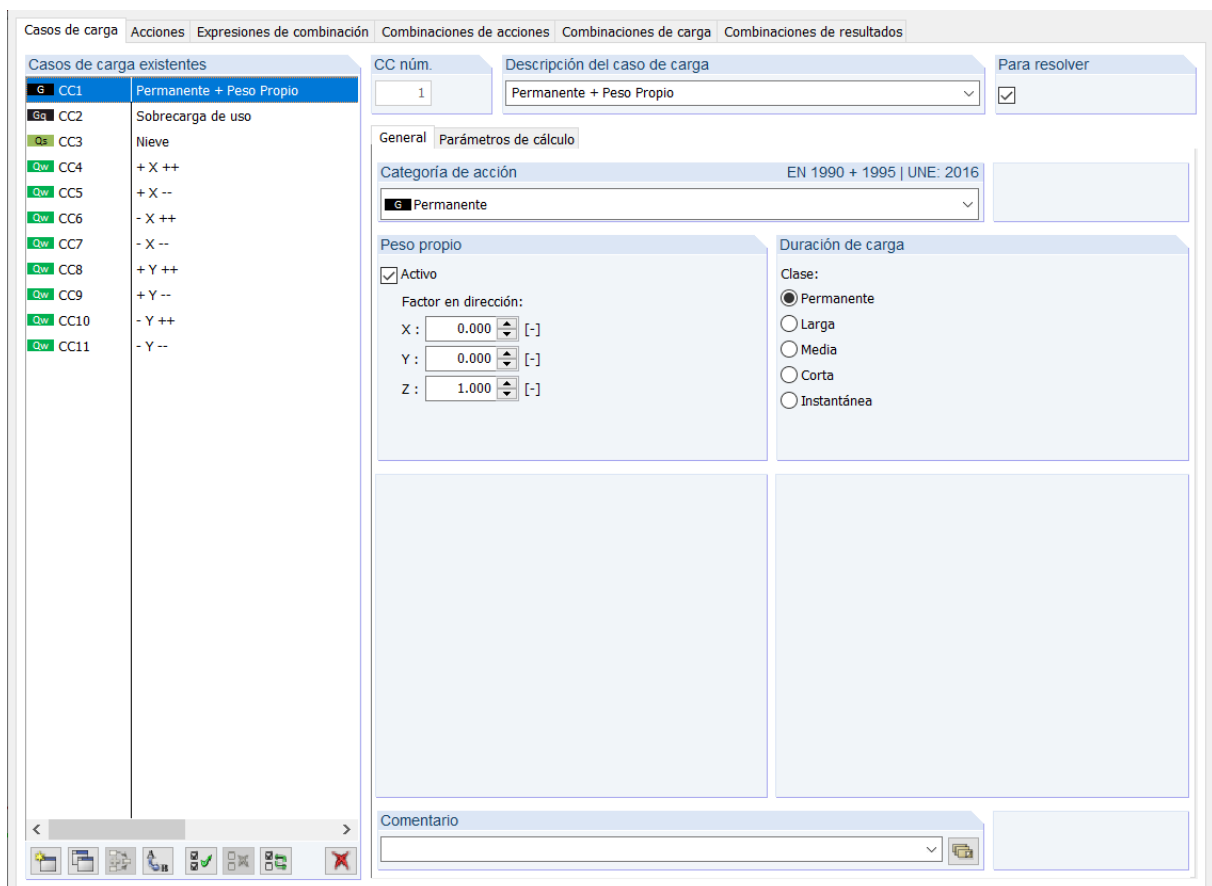 Casos de carga Acciones Expresiones de combinación Combinaciones de acciones Combinaciones de carga Combinaciones de resultados
Casos de carga existentes
G CC1 Permanente + Peso Propio
Gq CC2 Sobrecarga de uso
Qs CC3 Nieve
Qw CC4 + X ++
Qw CC5 + X --
Qw CC6 - X ++
Qw CC7 - X --
Qw CC8 + Y ++
Qw CC9 + Y --
Qw CC10 - Y ++
Qw CC11 - Y --
CC núm.
1
Descripción del caso de carga
Permanente + Peso Propio
Para resolver
General Parámetros de cálculo
Categoría de acción EN 1990 + 1995 | UNE: 2016
G Permanente
Peso propio
Activo
Factor en dirección:
X : 0.000 [-]
Y : 0.000 [-]
Z : 1.000 [-]
Duración de carga
Clase:
Permanente
Larga
Media
Corta
Instantánea
Comentario